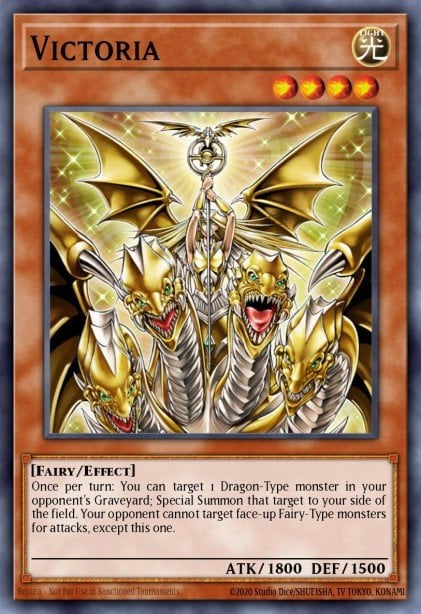 VICTORIA
LIGHT
光
[FAIRY/EFFECT]
Once per turn: You can target 1 Dragon-Type monster in your
opponent's Graveyard; Special Summon that target to your side of
the field. Your opponent cannot target face-up Fairy-Type monsters
for attacks, except this one.
ATK/1800 DEF/1500
Replica - Not For Use in Sanctioned Tournaments
©2020 Studio Dice/SHUEISHA, TV TOKYO, KONAMI